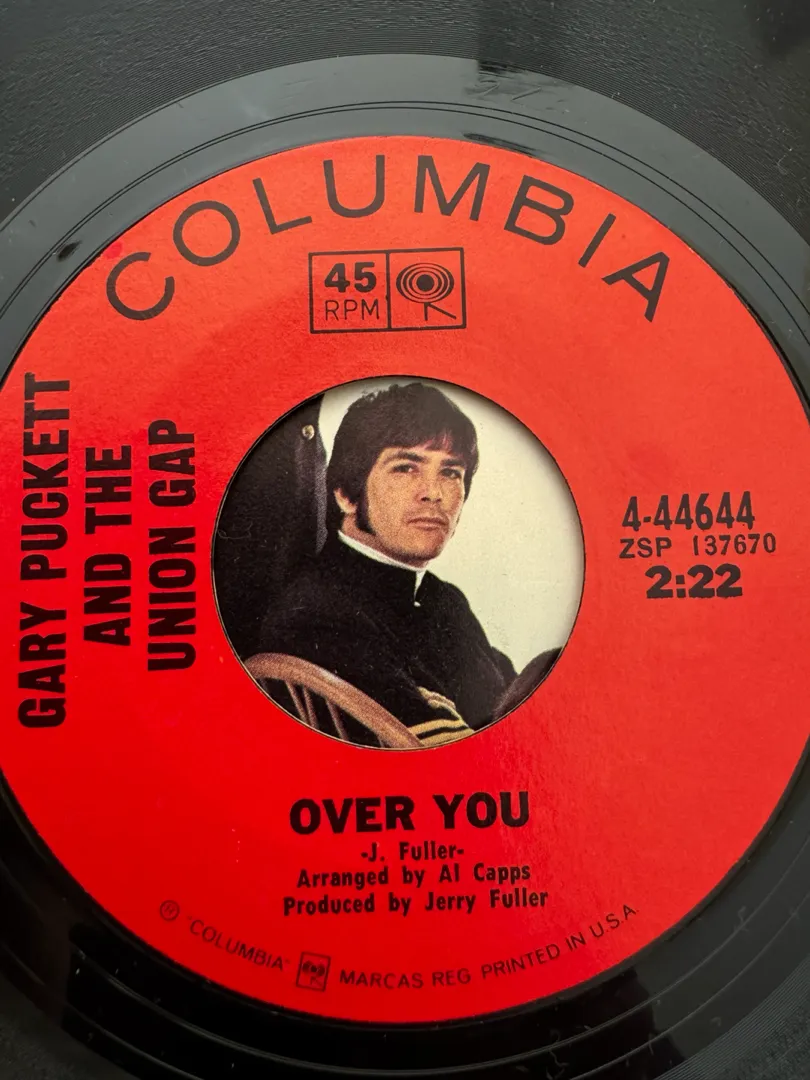 COLUMBIA
45
RPM
GARY PUCKETT
AND THE
UNION GAP
4-44644
ZSP 137670
2:22
OVER YOU
-J. Fuller-
Arranged by Al Capps
Produced by Jerry Fuller
® "COLUMBIA" MARCAS REG PRINTED IN U.S.A.